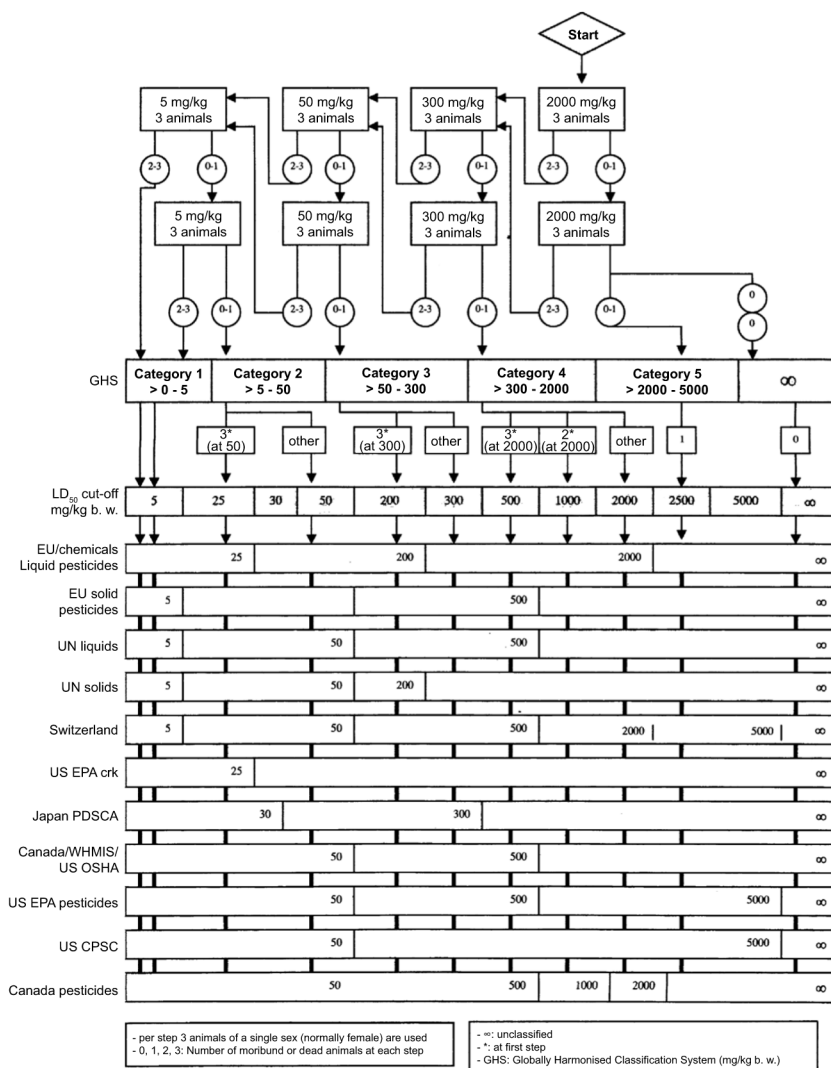 Start
5 mg/kg
3 animals
50 mg/kg
3 animals
300 mg/kg
3 animals
2000 mg/kg
3 animals
2-3
0-1
2-3
0-1
2-3
0-1
2-3
0-1
5 mg/kg
3 animals
50 mg/kg
3 animals
300 mg/kg
3 animals
2000 mg/kg
3 animals
2-3
0-1
2-3
0-1
2-3
0-1
2-3
0-1
0
0
GHS
Category 1
> 0 - 5
Category 2
> 5 - 50
Category 3
> 50 - 300
Category 4
> 300 - 2000
Category 5
> 2000 - 5000
∞
3*
(at 50)
other
3*
(at 300)
other
3*
(at 2000)
2*
(at 2000)
other
1
0
LD50 cut-off
mg/kg b. w.
5 25 30 50 200 300 500 1000 2000 2500 5000 ∞
EU/chemicals
Liquid pesticides
25 200 2000 ∞
EU solid
pesticides
5 500 ∞
UN liquids
5 50 500 ∞
UN solids
5 50 200 ∞
Switzerland
5 50 500 2000 5000 ∞
US EPA crk
25 ∞
Japan PDSCA
30 300 ∞
Canada/WHMIS/
US OSHA
50 500 ∞
US EPA pesticides
50 500 5000 ∞
US CPSC
50 5000 ∞
Canada pesticides
50 500 1000 2000 ∞
- per step 3 animals of a single sex (normally female) are used
- 0, 1, 2, 3: Number of moribund or dead animals at each step
- ∞: unclassified
- *: at first step
- GHS: Globally Harmonised Classification System (mg/kg b. w.)